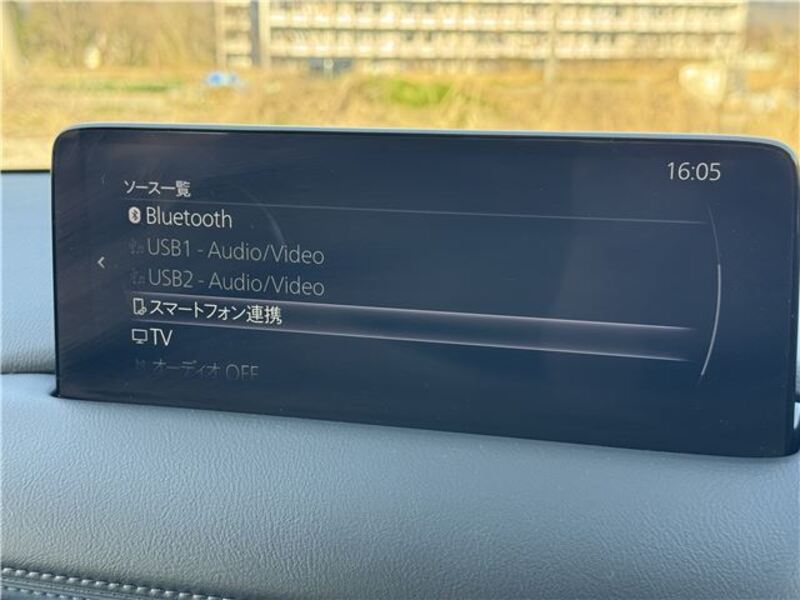 16:05
ソース一覧
Bluetooth
USB1 - Audio/Video
USB2 - Audio/Video
スマートフォン連携
TV
オーディオ OFF